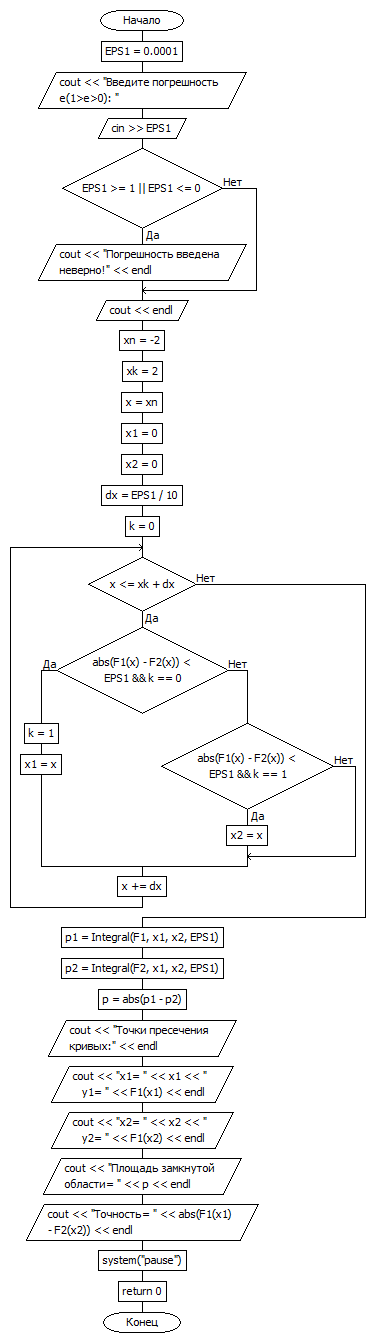 Начало
EPS1 = 0.0001
cout << "Введите погрешность
e(1>e>0): "
cin >> EPS1
EPS1 >= 1 || EPS1 <= 0
Нет
Да
cout << "Погрешность введена
неверно!" << endl
cout << endl
xn = -2
xk = 2
x = xn
x1 = 0
x2 = 0
dx = EPS1 / 10
k = 0
x <= xk + dx
Нет
Да
abs(F1(x) - F2(x)) <
EPS1 && k == 0
Да
Нет
k = 1
x1 = x
abs(F1(x) - F2(x)) <
EPS1 && k == 1
Нет
Да
x2 = x
x += dx
p1 = Integral(F1, x1, x2, EPS1)
p2 = Integral(F2, x1, x2, EPS1)
p = abs(p1 - p2)
cout << "Точки пресечения
кривых:" << endl
cout << "x1= " << x1 << "
y1= " << F1(x1) << endl
cout << "x2= " << x2 << "
y2= " << F1(x2) << endl
cout << "Площадь замкнутой
области= " << p << endl
cout << "Точность= " << abs(F1(x1)
- F2(x2)) << endl
system("pause")
return 0
Конец